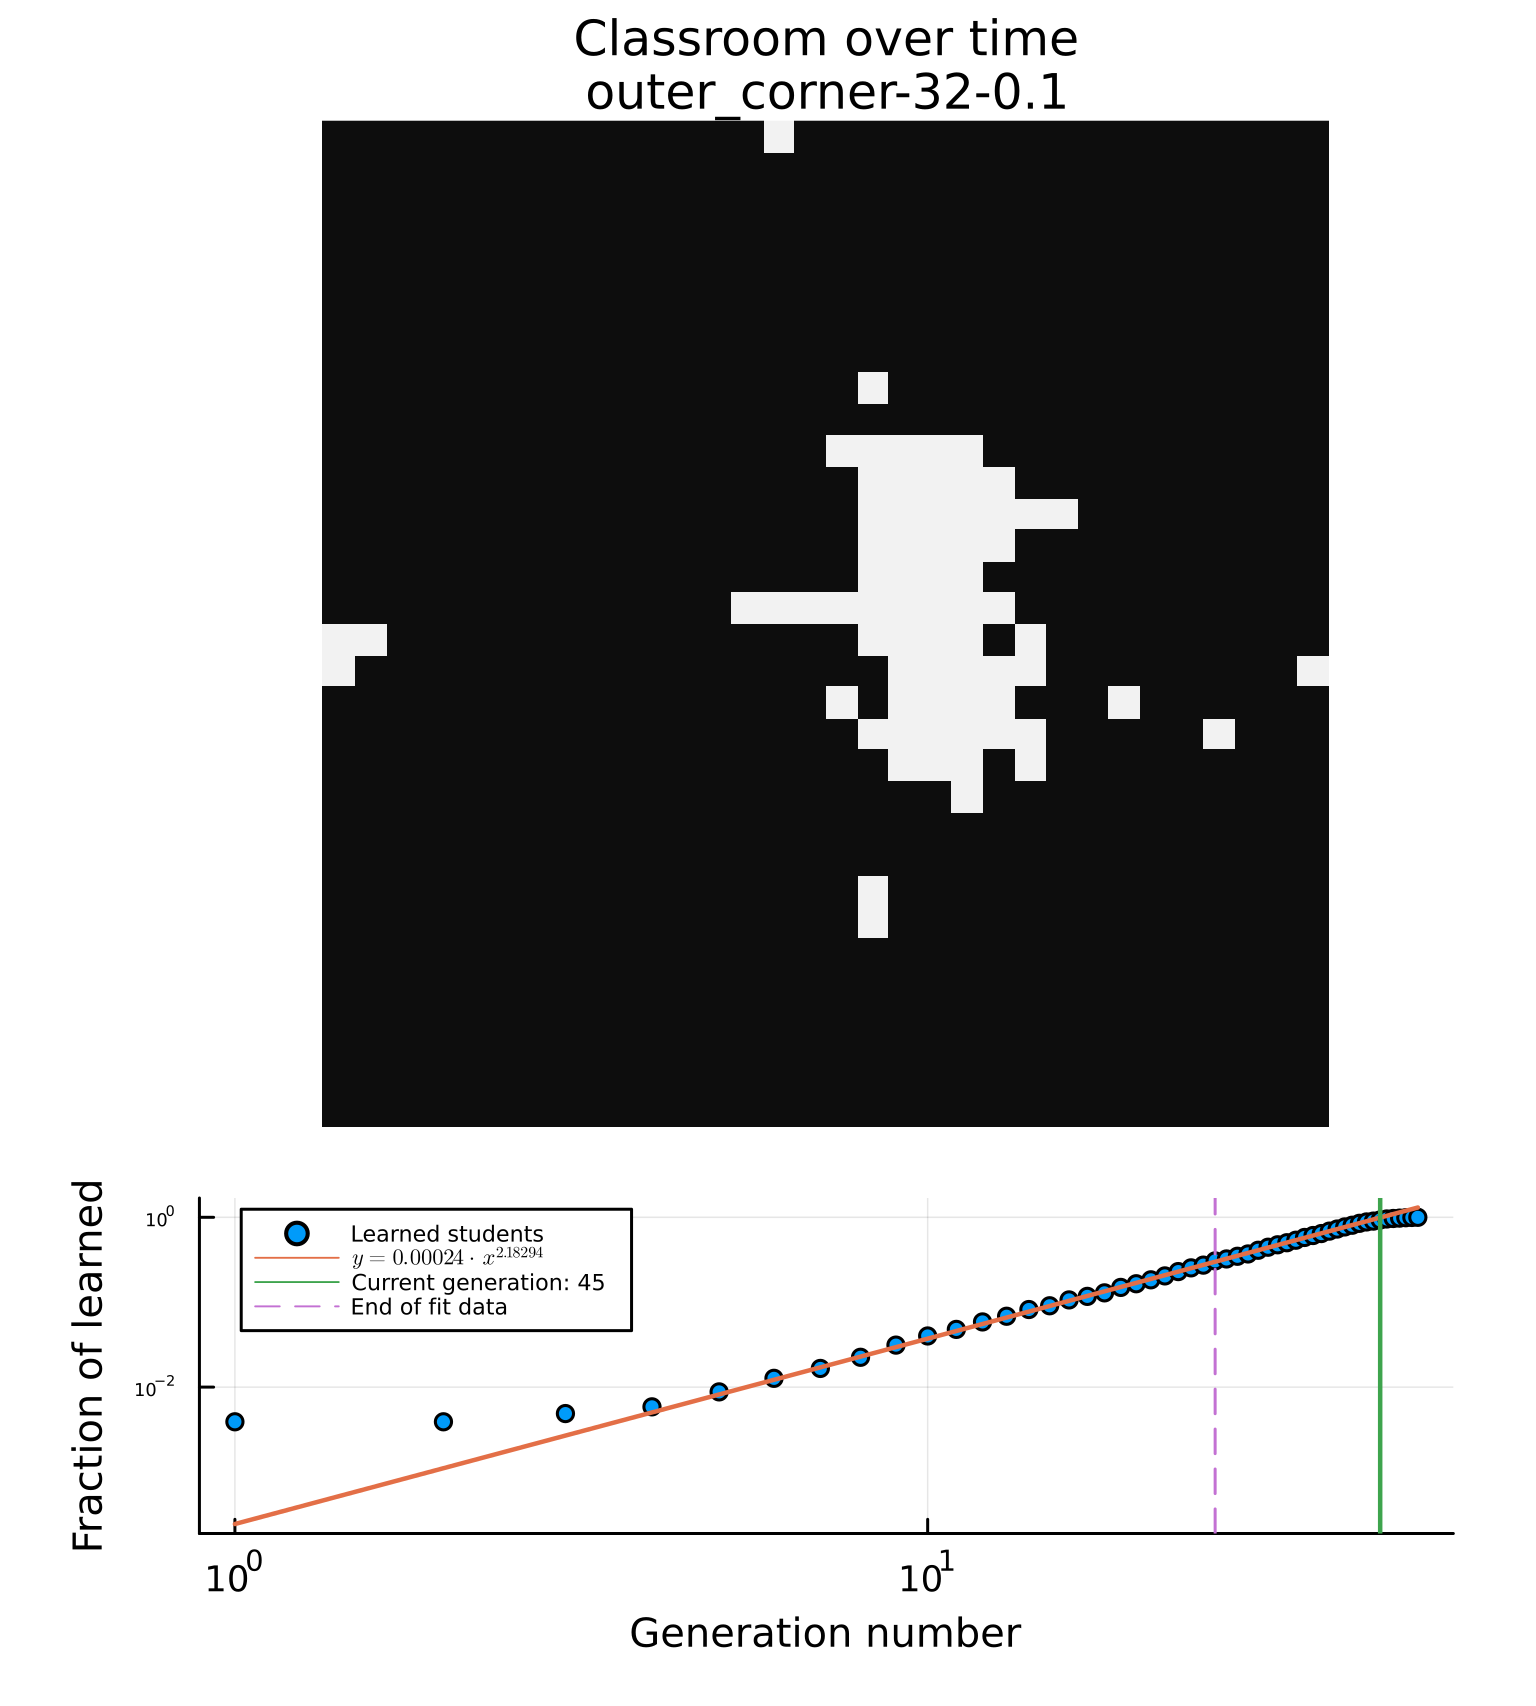 Classroom over time
outer_corner-32-0.1
Fraction of learned
10^0
10^−2
Learned students
y = 0.00024 · x^2.18294
Current generation: 45
End of fit data
10^0
10^1
Generation number